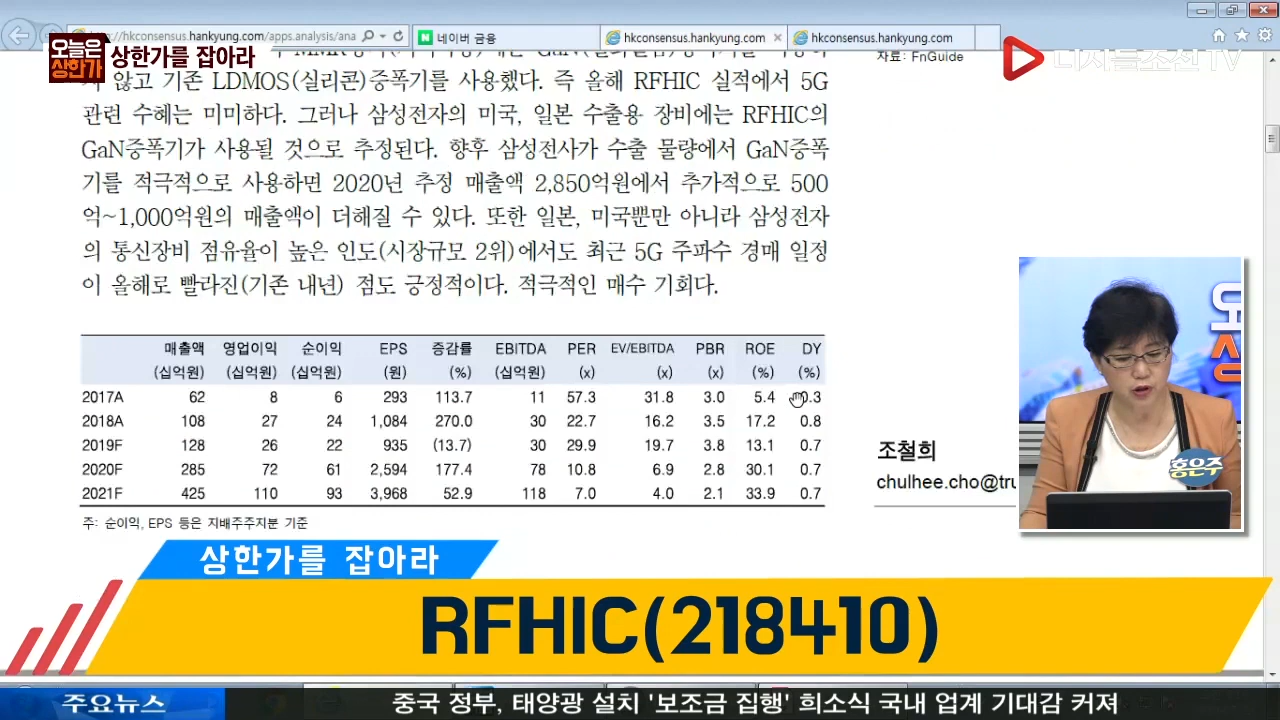 http://hkconsensus.hankyung.com/apps.analysis/ana
네이버 금융
hkconsensus.hankyung.com
hkconsensus.hankyung.com
오늘은
상한가
상한가를 잡아라
디지틀조선TV
자료: FnGuide
않고 기존 LDMOS(실리콘)증폭기를 사용했다. 즉 올해 RFHIC 실적에서 5G
관련 수혜는 미미하다. 그러나 삼성전자의 미국, 일본 수출용 장비에는 RFHIC의
GaN증폭기가 사용될 것으로 추정된다. 향후 삼성전사가 수출 물량에서 GaN증폭
기를 적극적으로 사용하면 2020년 추정 매출액 2,850억원에서 추가적으로 500
억~1,000억원의 매출액이 더해질 수 있다. 또한 일본, 미국뿐만 아니라 삼성전자
의 통신장비 점유율이 높은 인도(시장규모 2위)에서도 최근 5G 주파수 경매 일정
이 올해로 빨라진(기존 내년) 점도 긍정적이다. 적극적인 매수 기회다.
매출액 영업이익 순이익 EPS 증감률 EBITDA PER EV/EBITDA PBR ROE DY
(십억원) (십억원) (십억원) (원) (%) (십억원) (x) (x) (x) (%) (%)
2017A 62 8 6 293 113.7 11 57.3 31.8 3.0 5.4 0.3
2018A 108 27 24 1,084 270.0 30 22.7 16.2 3.5 17.2 0.8
2019F 128 26 22 935 (13.7) 30 29.9 19.7 3.8 13.1 0.7
2020F 285 72 61 2,594 177.4 78 10.8 6.9 2.8 30.1 0.7
2021F 425 110 93 3,968 52.9 118 7.0 4.0 2.1 33.9 0.7
주: 순이익, EPS 등은 지배주주지분 기준
조철희
chulhee.cho@tru
홍은주
상한가를 잡아라
RFHIC(218410)
주요뉴스
중국 정부, 태양광 설치 '보조금 집행' 희소식 국내 업계 기대감 커져